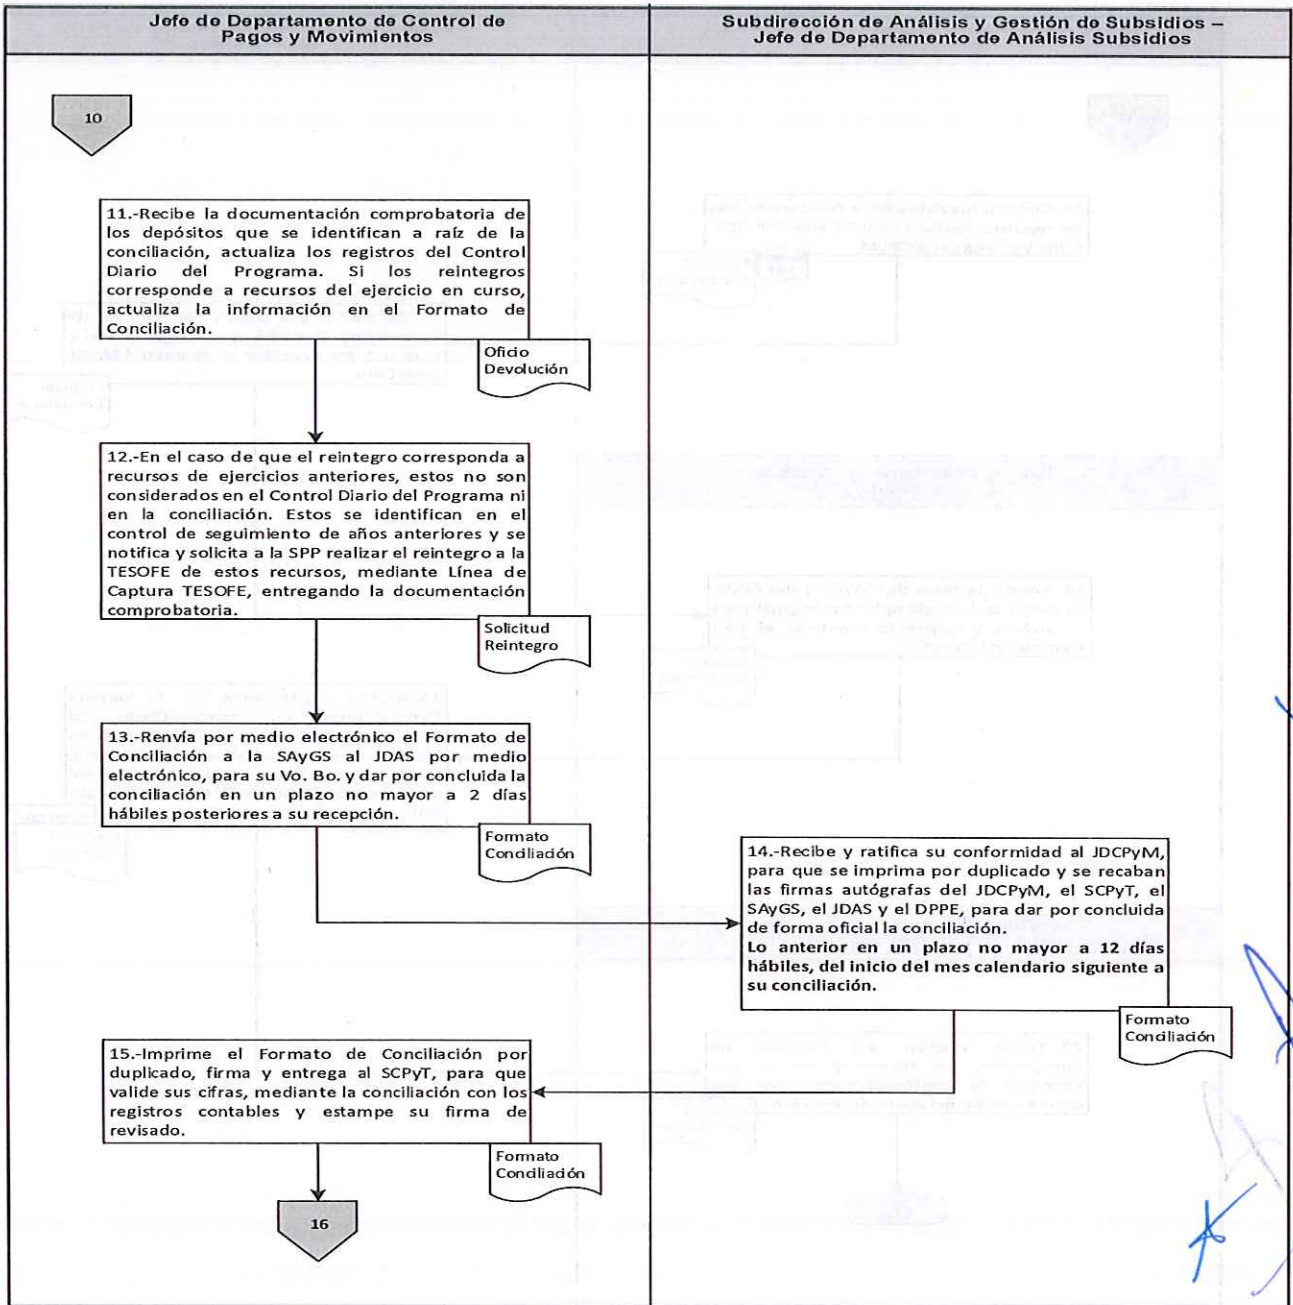 Jefe de Departamento de Control de
Pagos y Movimientos
Subdirección de Análisis y Gestión de Subsidios –
Jefe de Departamento de Análisis Subsidios
10
11.-Recibe la documentación comprobatoria de
los depósitos que se identifican a raíz de la
conciliación, actualiza los registros del Control
Diario del Programa. Si los reintegros
corresponde a recursos del ejercicio en curso,
actualiza la información en el Formato de
Conciliación.
Oficio
Devolución
12.-En el caso de que el reintegro corresponda a
recursos de ejercicios anteriores, estos no son
considerados en el Control Diario del Programa ni
en la conciliación. Estos se identifican en el
control de seguimiento de años anteriores y se
notifica y solicita a la SPP realizar el reintegro a la
TESOFE de estos recursos, mediante Línea de
Captura TESOFE, entregando la documentación
comprobatoria.
Solicitud
Reintegro
13.-Renvía por medio electrónico el Formato de
Conciliación a la SAyGS al JDAS por medio
electrónico, para su Vo. Bo. y dar por concluida la
conciliación en un plazo no mayor a 2 días
hábiles posteriores a su recepción.
Formato
Conciliación
14.-Recibe y ratifica su conformidad al JDCPyM,
para que se imprima por duplicado y se recaban
las firmas autógrafas del JDCPyM, el SCPyT, el
SAyGS, el JDAS y el DPPE, para dar por concluida
de forma oficial la conciliación.
Lo anterior en un plazo no mayor a 12 días
hábiles, del inicio del mes calendario siguiente a
su conciliación.
Formato
Conciliación
15.-Imprime el Formato de Conciliación por
duplicado, firma y entrega al SCPyT, para que
valide sus cifras, mediante la conciliación con los
registros contables y estampe su firma de
revisado.
Formato
Conciliación
16